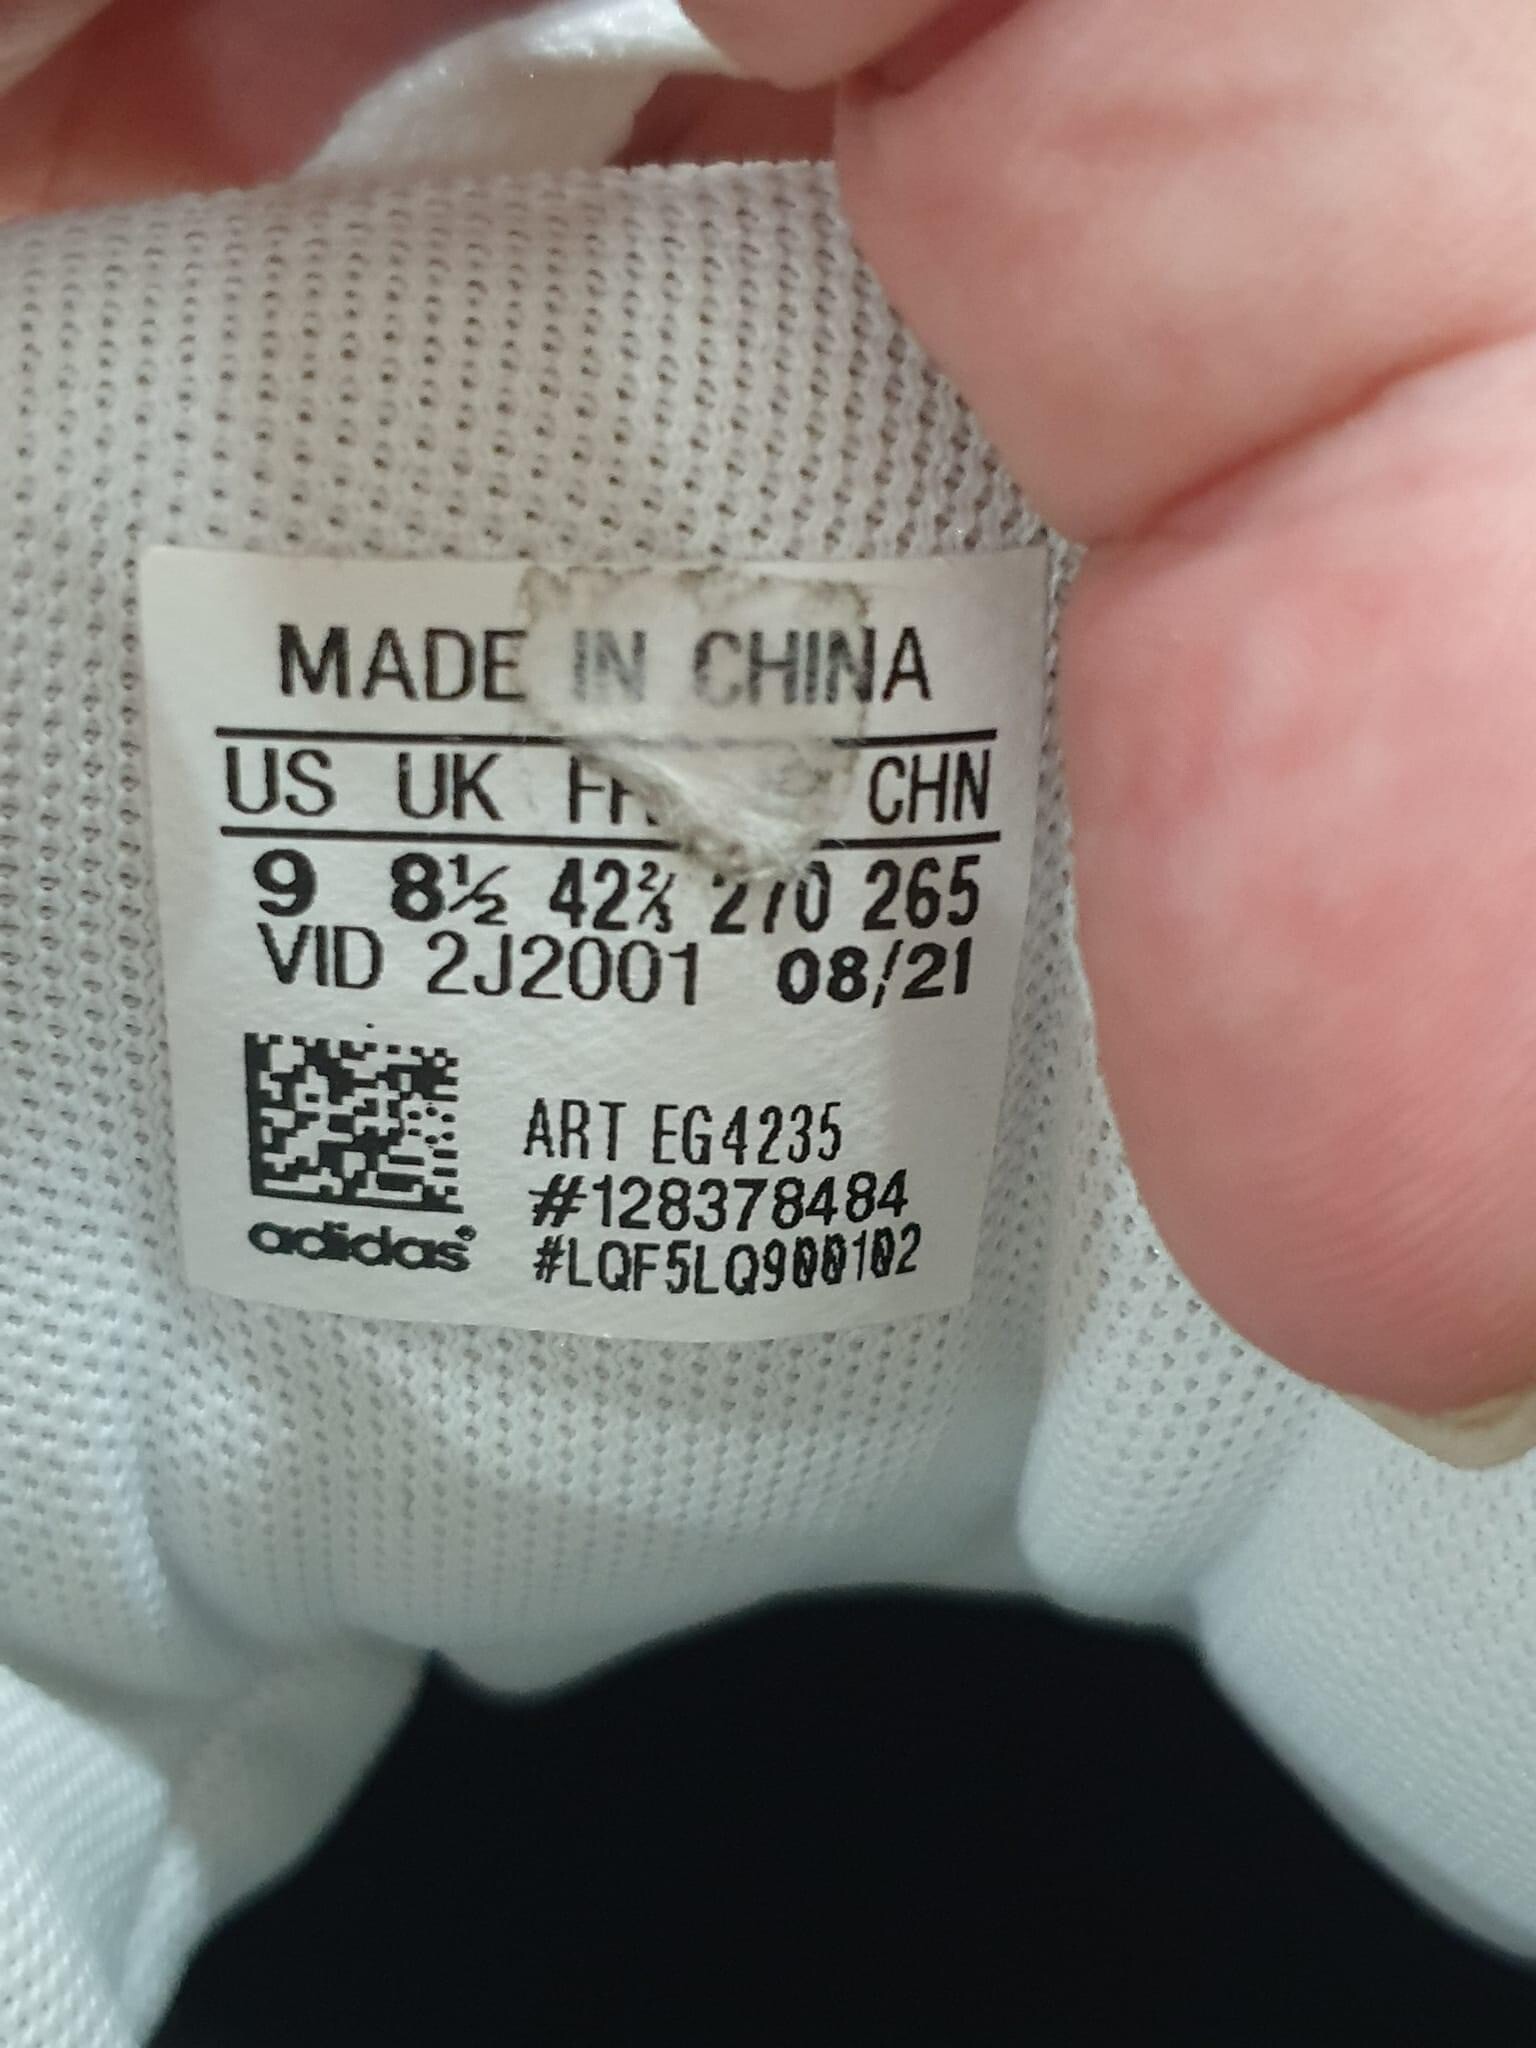 MADE IN CHINA
US UK FR CHN
9 8½ 42⅔ 270 265
VID 2J2001 08/21
ART EG4235
#128378484
adidas®
#LQF5LQ900102